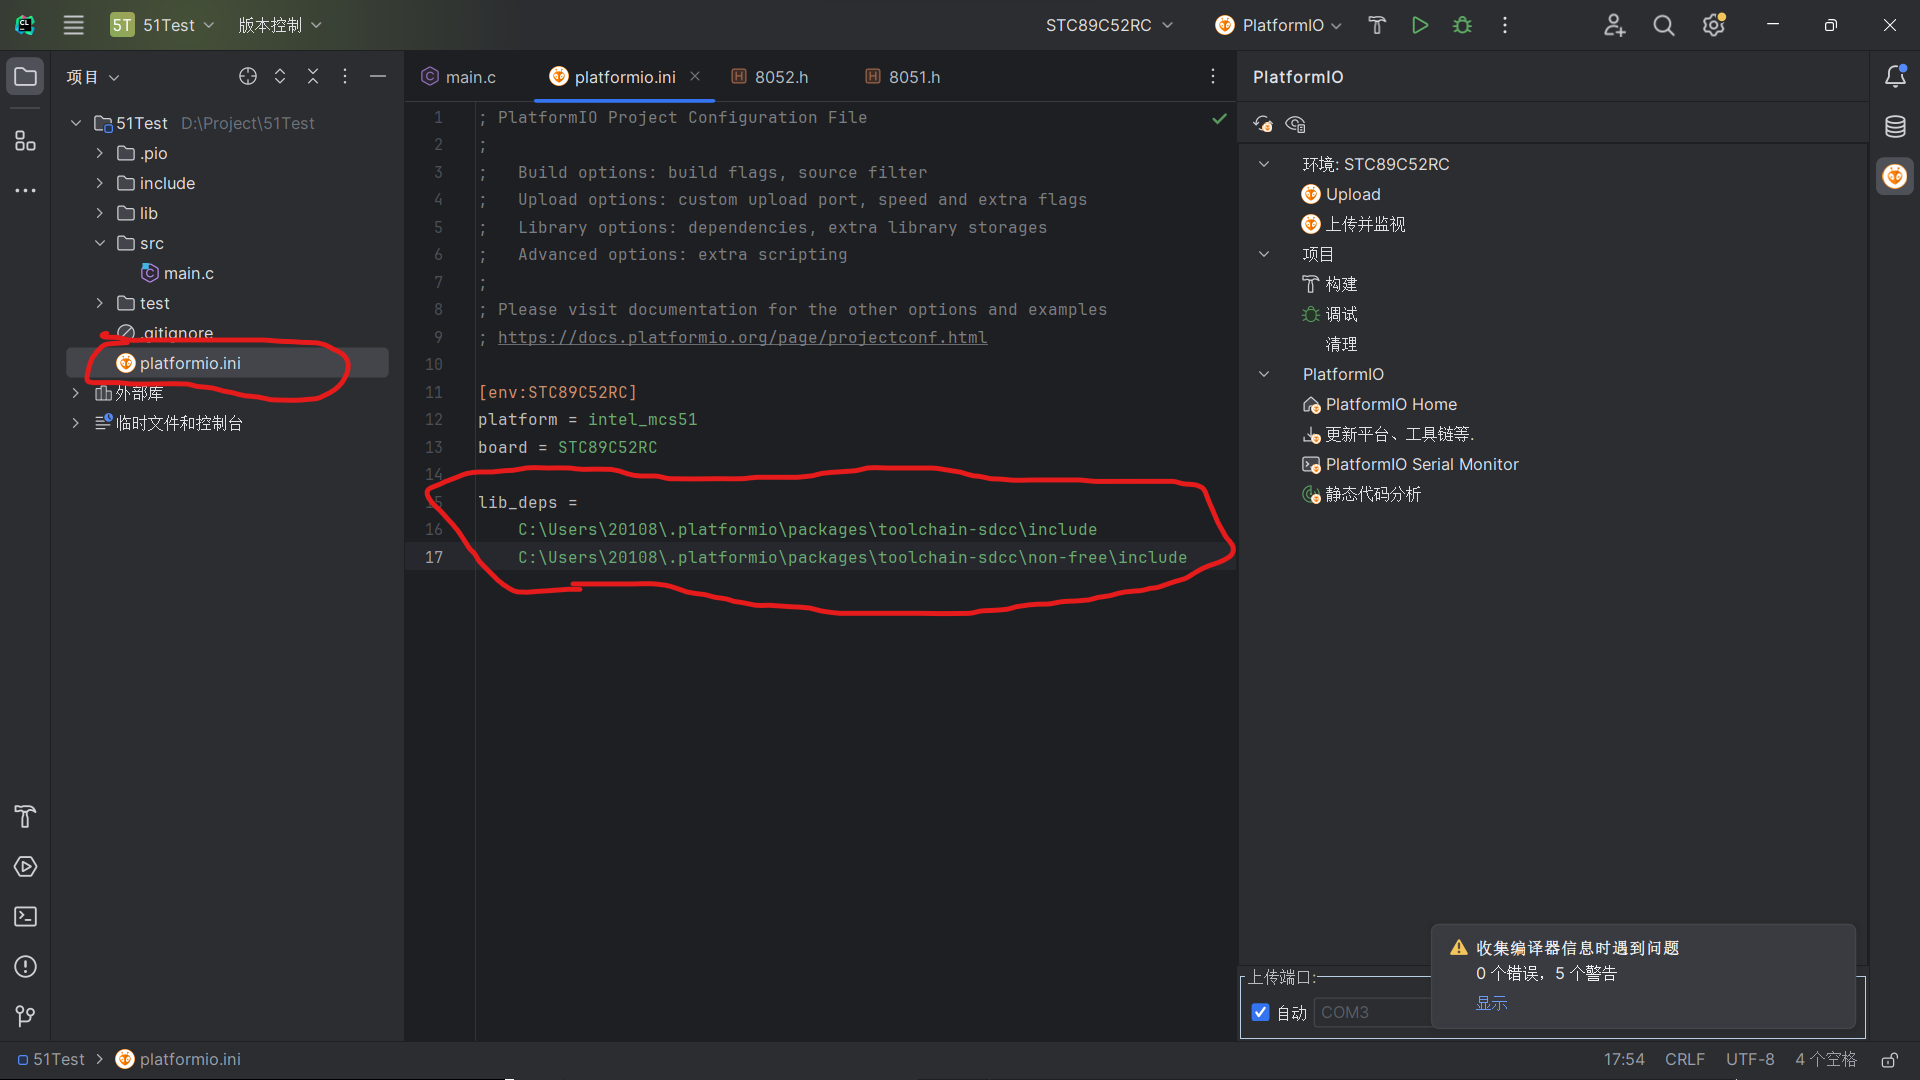 5T 51Test 版本控制 STC89C52RC PlatformIO
项目
51Test D:\Project\51Test
.pio
include
lib
src
main.c
test
.gitignore
platformio.ini
外部库
临时文件和控制台
main.c platformio.ini 8052.h 8051.h
1 ; PlatformIO Project Configuration File
2 ;
3 ; Build options: build flags, source filter
4 ; Upload options: custom upload port, speed and extra flags
5 ; Library options: dependencies, extra library storages
6 ; Advanced options: extra scripting
7 ;
8 ; Please visit documentation for the other options and examples
9 ; https://docs.platformio.org/page/projectconf.html
10
11 [env:STC89C52RC]
12 platform = intel_mcs51
13 board = STC89C52RC
14
15 lib_deps =
16 C:\Users\20108\.platformio\packages\toolchain-sdcc\include
17 C:\Users\20108\.platformio\packages\toolchain-sdcc\non-free\include
PlatformIO
环境: STC89C52RC
Upload
上传并监视
项目
构建
调试
清理
PlatformIO
PlatformIO Home
更新平台、工具链等.
PlatformIO Serial Monitor
静态代码分析
上传端口:
自动 COM3
收集编译器信息时遇到问题
0 个错误，5 个警告
显示
51Test platformio.ini
17:54 CRLF UTF-8 4 个空格